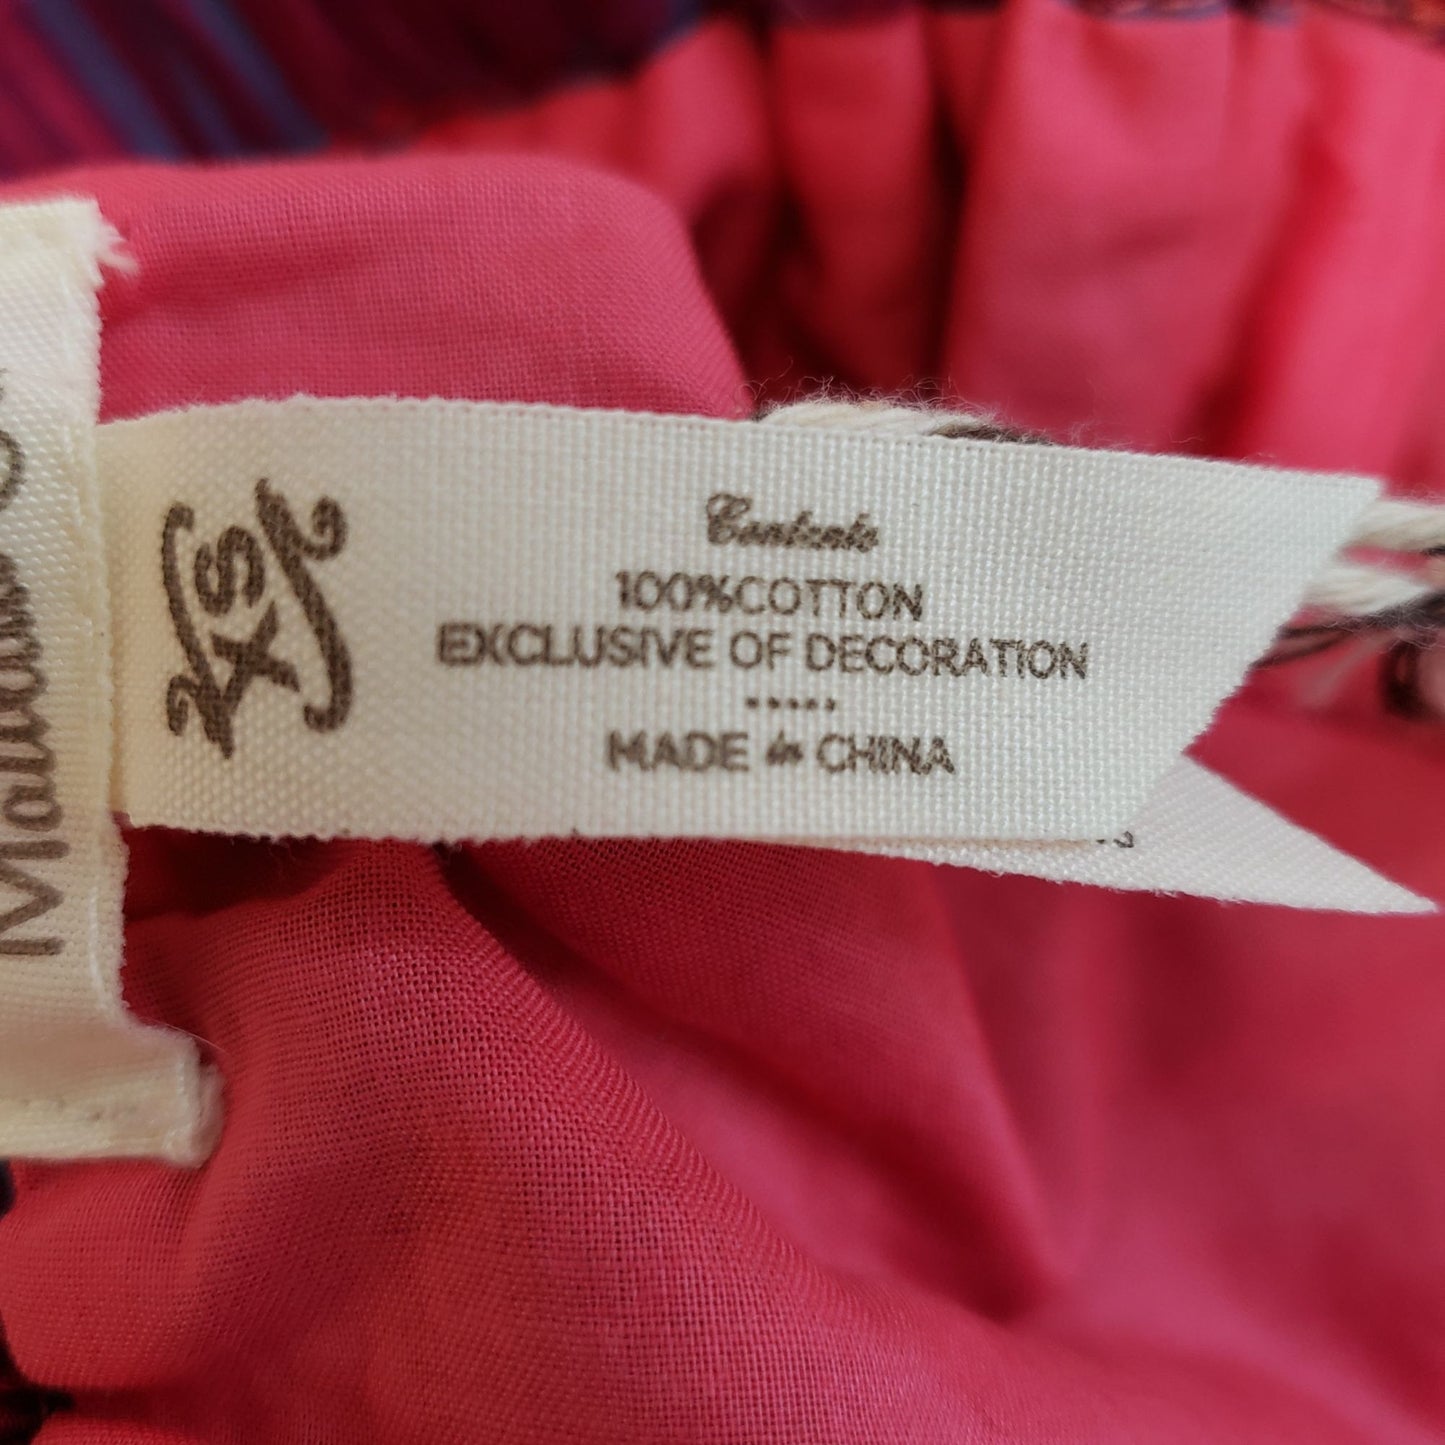 XS
Contents
100%COTTON
EXCLUSIVE OF DECORATION
.....
MADE in CHINA